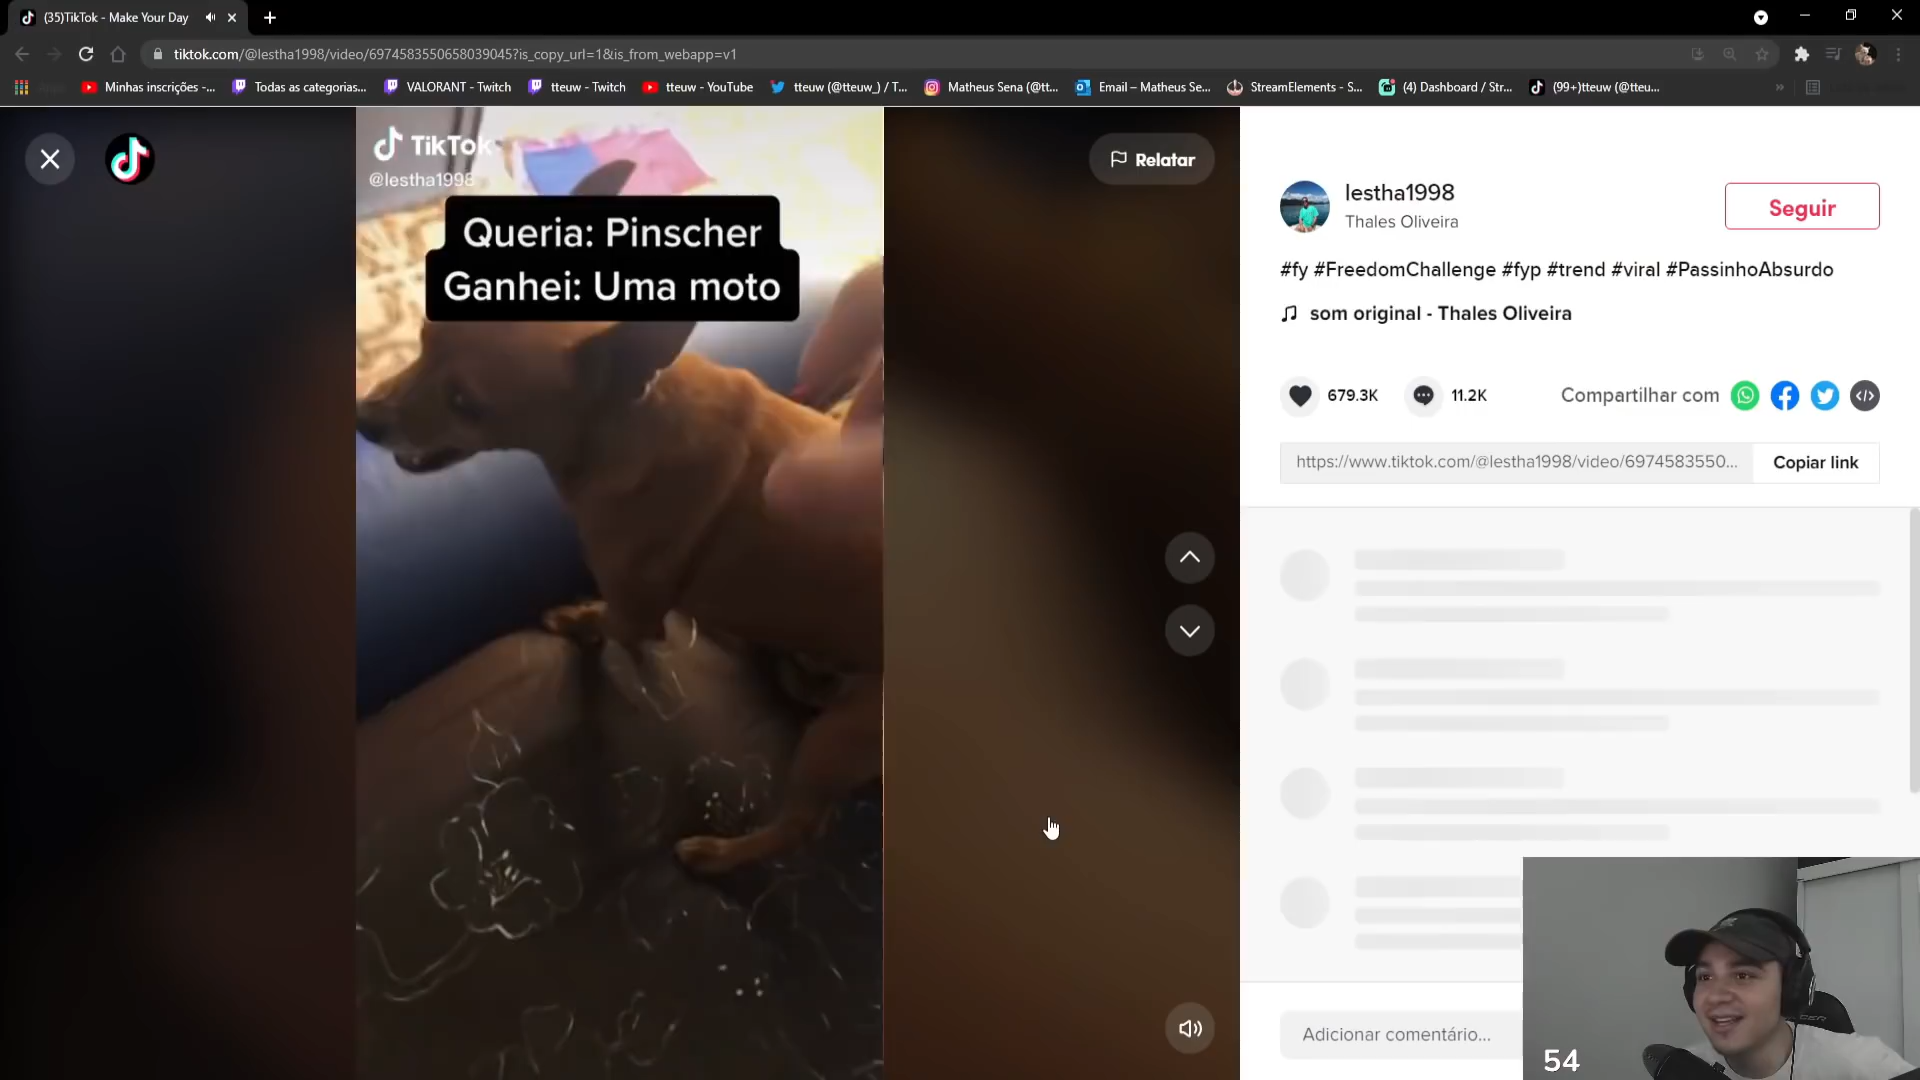 (35)TikTok - Make Your Day
tiktok.com/@lestha1998/video/6974583550658039045?is_copy_url=1&is_from_webapp=v1
Minhas inscrições -...
Todas as categorias...
VALORANT - Twitch
tteuw - Twitch
tteuw - YouTube
tteuw (@tteuw_) / T...
Matheus Sena (@tt...
Email – Matheus Se...
StreamElements - S...
(4) Dashboard / Str...
(99+)tteuw (@tteu...
»
TikTok
@lestha1998
Queria: Pinscher
Ganhei: Uma moto
Relatar
lestha1998
Thales Oliveira
Seguir
#fy #FreedomChallenge #fyp #trend #viral #PassinhoAbsurdo
som original - Thales Oliveira
679.3K
11.2K
Compartilhar com
https://www.tiktok.com/@lestha1998/video/6974583550...
Copiar link
Adicionar comentário...
54